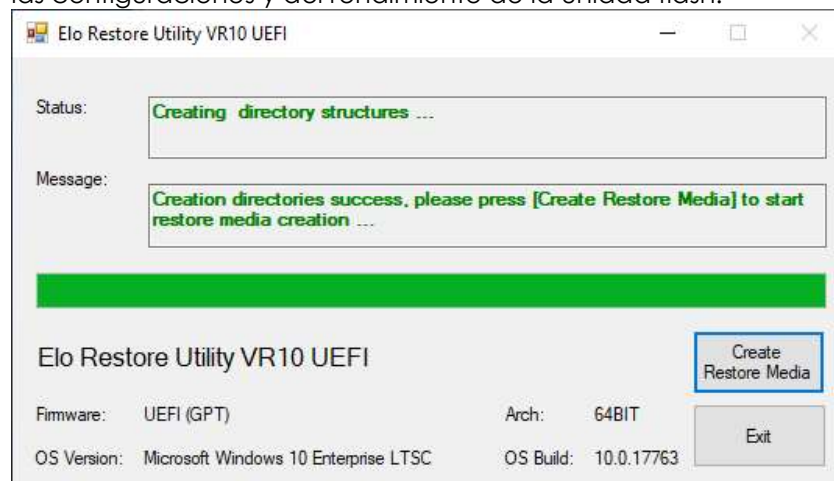 las configuraciones y del rendimiento de la unidad flash.
Elo Restore Utility VR10 UEFI
Status:
Creating directory structures ...
Message:
Creation directories success, please press [Create Restore Media] to start
restore media creation ...
Elo Restore Utility VR10 UEFI
Create
Restore Media
Firmware: UEFI (GPT) Arch: 64BIT
Exit
OS Version: Microsoft Windows 10 Enterprise LTSC OS Build: 10.0.17763